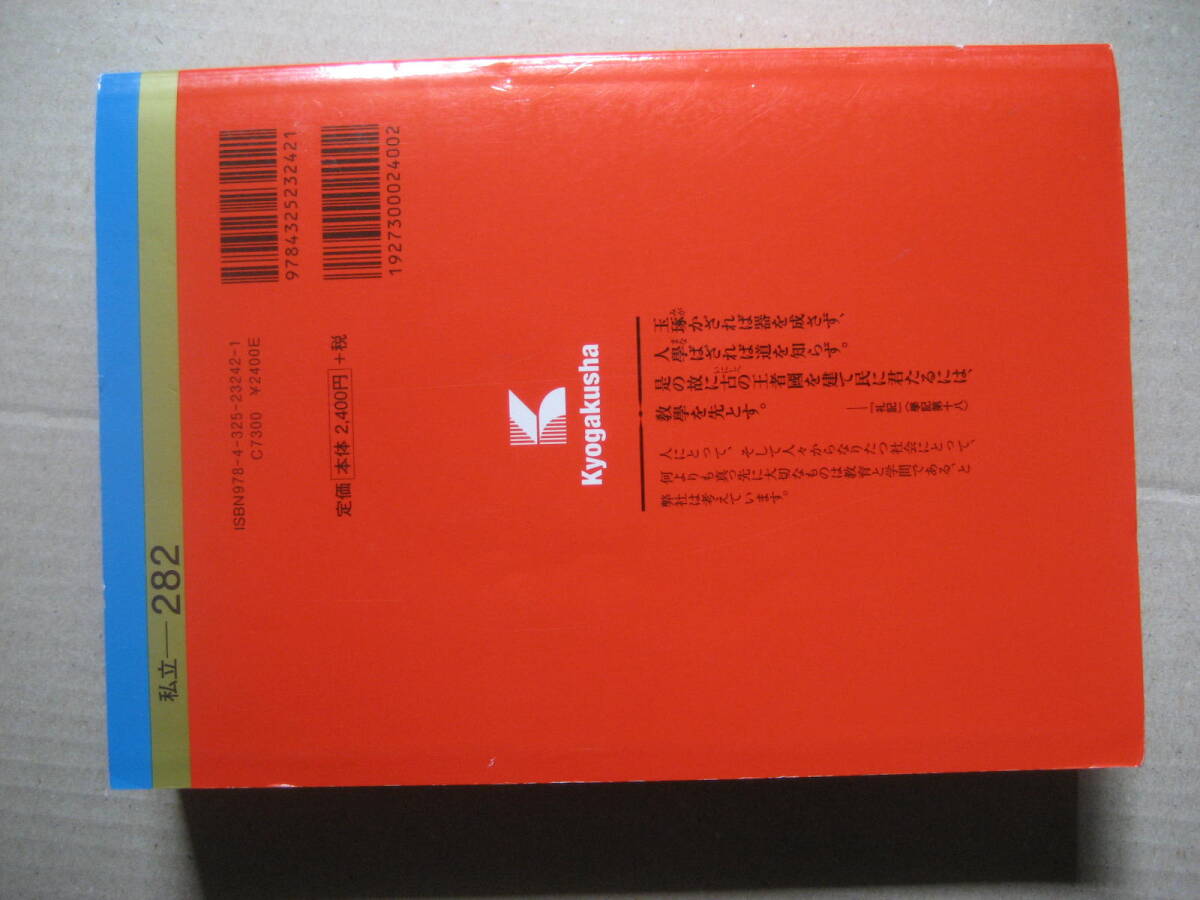 私立―282
9784325232421
1927300024002
ISBN978-4-325-23242-1
C7300 ¥2400E
定価 本体 2,400円 +税
Kyogakusha
玉琢かざれば器を成さず、
人學ばざれば道を知らず。
是の故に古の王者國を建て民に君たるには、
教學を先とす。
―『礼記』(學記第十八)
人にとって、そして人々からなりたつ社会にとって、
何よりも真っ先に大切なものは教育と学問である、と
弊社は考えています。